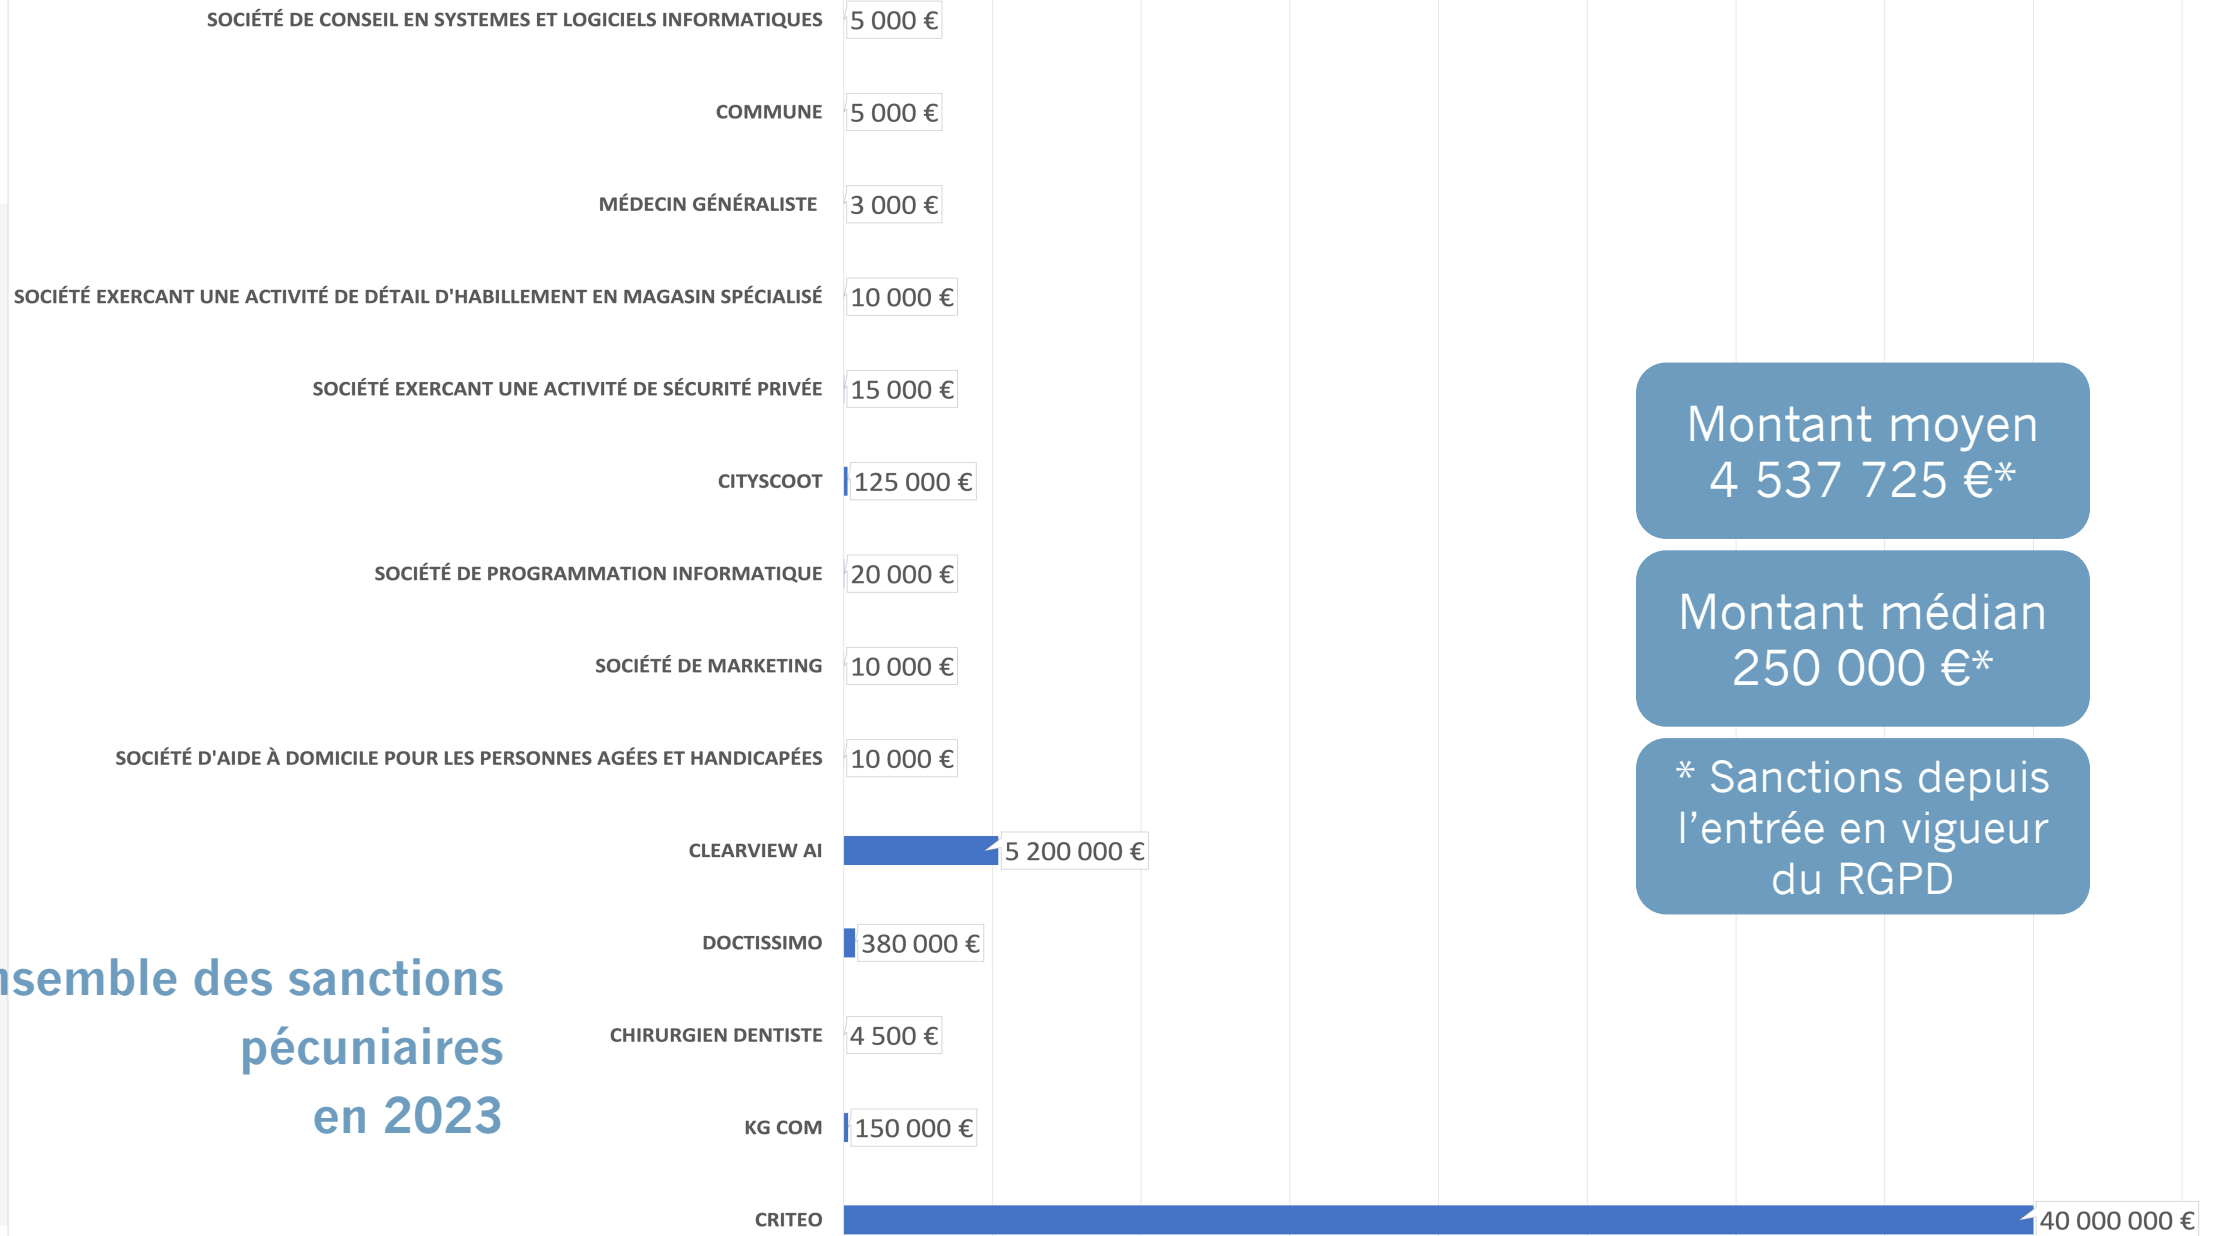 SOCIÉTÉ DE CONSEIL EN SYSTEMES ET LOGICIELS INFORMATIQUES 5 000 €
COMMUNE 5 000 €
MÉDECIN GÉNÉRALISTE 3 000 €
SOCIÉTÉ EXERCANT UNE ACTIVITÉ DE DÉTAIL D'HABILLEMENT EN MAGASIN SPÉCIALISÉ 10 000 €
SOCIÉTÉ EXERCANT UNE ACTIVITÉ DE SÉCURITÉ PRIVÉE 15 000 €
CITYSCOOT 125 000 €
SOCIÉTÉ DE PROGRAMMATION INFORMATIQUE 20 000 €
SOCIÉTÉ DE MARKETING 10 000 €
SOCIÉTÉ D'AIDE À DOMICILE POUR LES PERSONNES AGÉES ET HANDICAPÉES 10 000 €
CLEARVIEW AI 5 200 000 €
DOCTISSIMO 380 000 €
CHIRURGIEN DENTISTE 4 500 €
KG COM 150 000 €
CRITEO 40 000 000 €
Montant moyen
4 537 725 €*
Montant médian
250 000 €*
* Sanctions depuis
l’entrée en vigueur
du RGPD
nsemble des sanctions
pécuniaires
en 2023